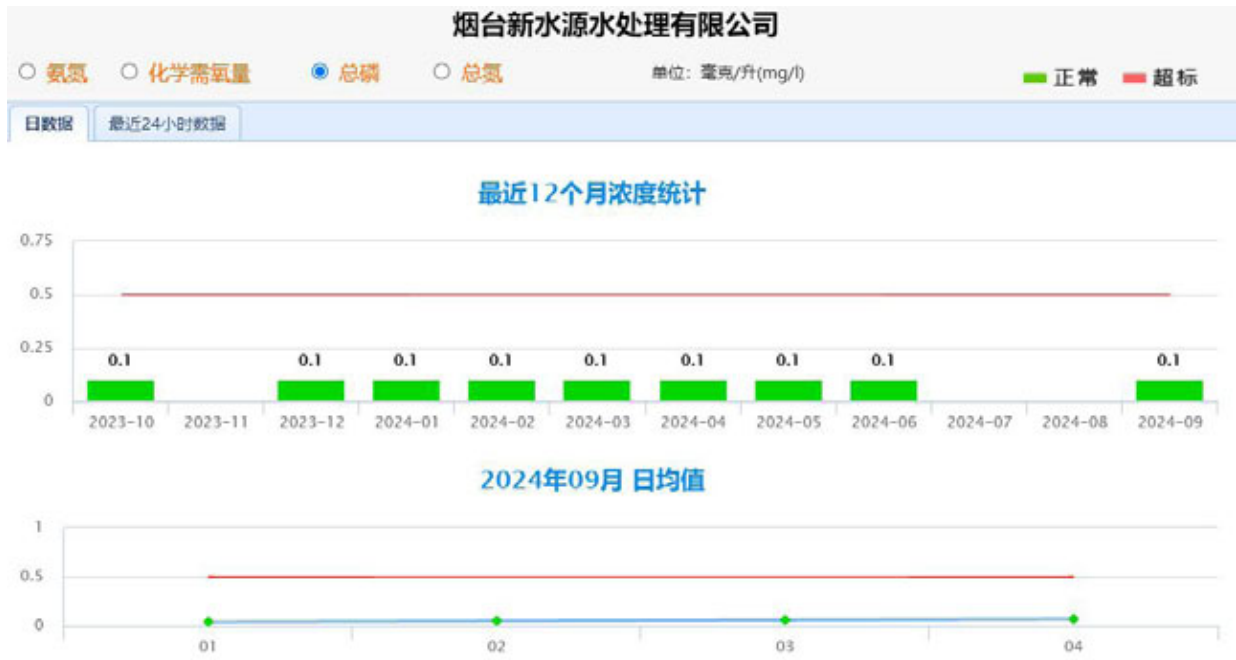 烟台新水源水处理有限公司
氨氮 化学需氧量 总磷 总氮 单位：毫克/升(mg/l) 正常 超标
日数据 最近24小时数据
最近12个月浓度统计
0.75
0.5
0.25
0.1 0.1 0.1 0.1 0.1 0.1 0.1 0.1 0.1
0
2023-10 2023-11 2023-12 2024-01 2024-02 2024-03 2024-04 2024-05 2024-06 2024-07 2024-08 2024-09
2024年09月 日均值
1
0.5
0
01 02 03 04